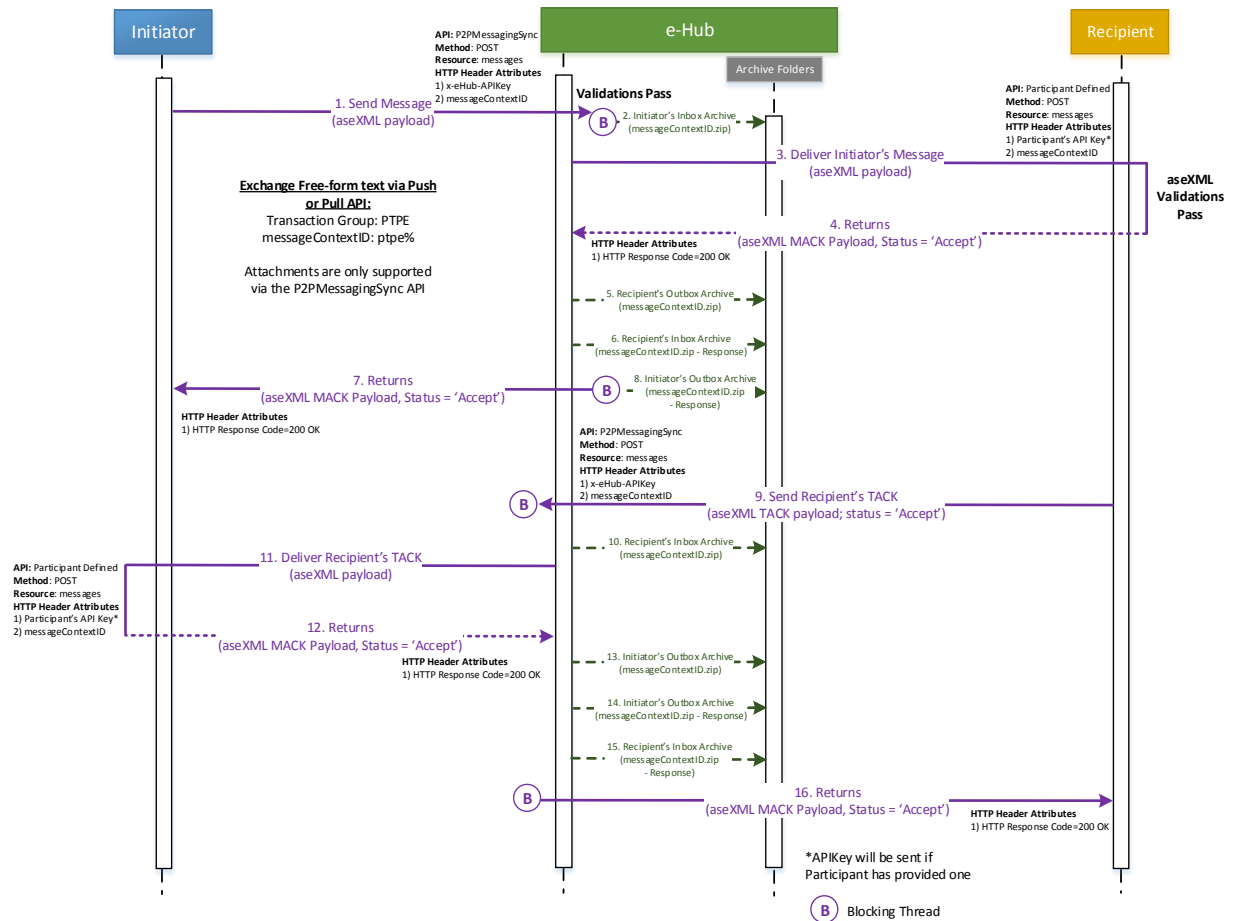 Initiator
e-Hub
Recipient
Archive Folders
API: P2PMessagingSync
Method: POST
Resource: messages
HTTP Header Attributes
1) x-eHub-APIKey
2) messageContextID
1. Send Message
(aseXML payload)
Validations Pass
B
2. Initiator's Inbox Archive
(messageContextID.zip)
API: Participant Defined
Method: POST
Resource: messages
HTTP Header Attributes
1) Participant's API Key*
2) messageContextID
3. Deliver Initiator's Message
(aseXML payload)
aseXML
Validations
Pass
Exchange Free-form text via Push
or Pull API:
Transaction Group: PTPE
messageContextID: ptpe%
Attachments are only supported
via the P2PMessagingSync API
4. Returns
(aseXML MACK Payload, Status = 'Accept')
HTTP Header Attributes
1) HTTP Response Code=200 OK
5. Recipient's Outbox Archive
(messageContextID.zip)
6. Recipient's Inbox Archive
(messageContextID.zip - Response)
7. Returns
(aseXML MACK Payload, Status = 'Accept')
B
8. Initiator's Outbox Archive
(messageContextID.zip
- Response)
HTTP Header Attributes
1) HTTP Response Code=200 OK
API: P2PMessagingSync
Method: POST
Resource: messages
HTTP Header Attributes
1) x-eHub-APIKey
2) messageContextID
B
9. Send Recipient's TACK
(aseXML TACK payload; status = 'Accept')
10. Recipient's Inbox Archive
(messageContextID.zip)
11. Deliver Recipient's TACK
(aseXML payload)
API: Participant Defined
Method: POST
Resource: messages
HTTP Header Attributes
1) Participant's API Key*
2) messageContextID
12. Returns
(aseXML MACK Payload, Status = 'Accept')
HTTP Header Attributes
1) HTTP Response Code=200 OK
13. Initiator's Outbox Archive
(messageContextID.zip)
14. Initiator's Outbox Archive
(messageContextID.zip - Response)
15. Recipient's Inbox Archive
(messageContextID.zip
- Response)
B
16. Returns
(aseXML MACK Payload, Status = 'Accept')
HTTP Header Attributes
1) HTTP Response Code=200 OK
*APIKey will be sent if
Participant has provided one
B Blocking Thread